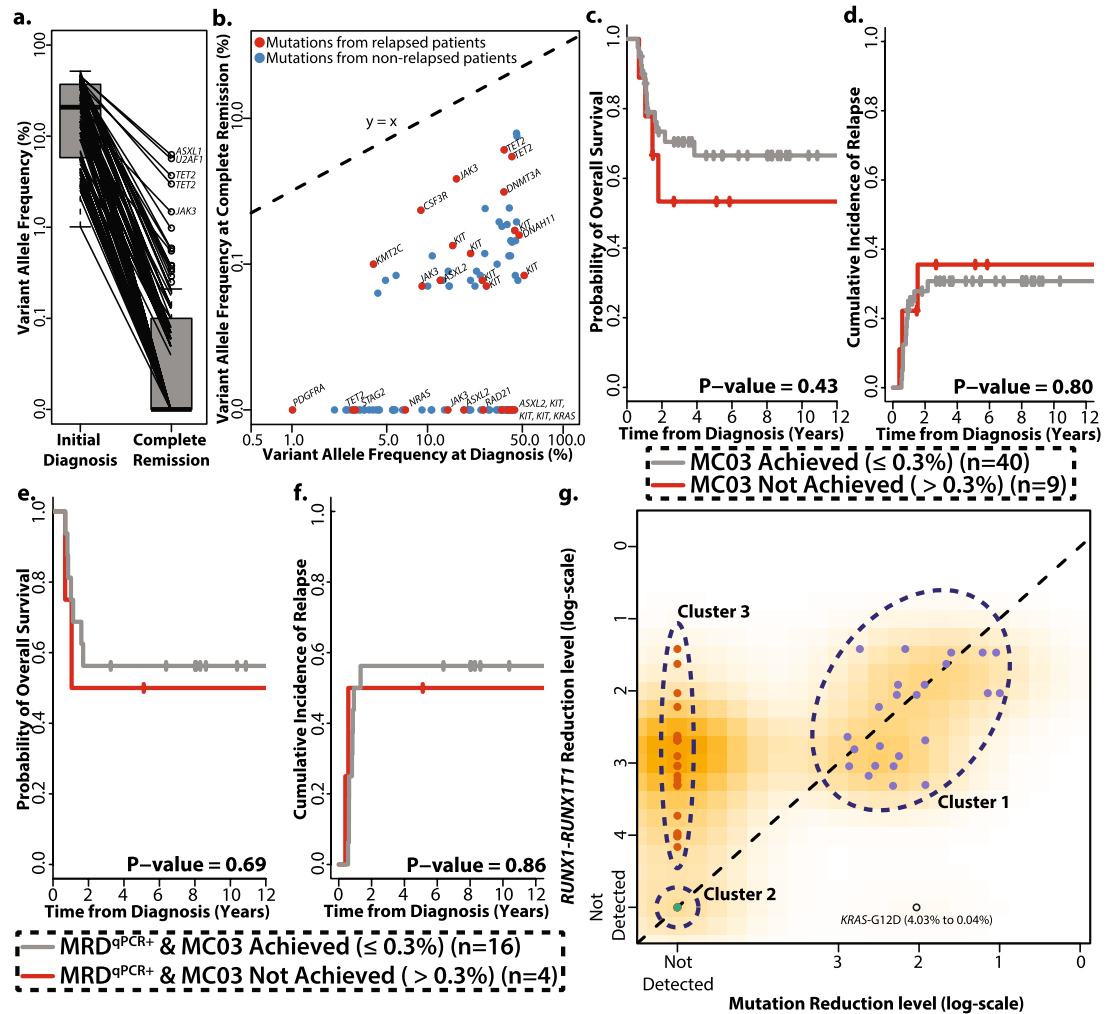 a.
Variant Allele Frequency (%)
100
10.0
1.0
0.1
0.0
ASXL1
U2AF1
TET2
TET2
JAK3
Initial
Diagnosis
Complete
Remission
b.
Mutations from relapsed patients
Mutations from non-relapsed patients
Variant Allele Frequency at Complete Remission (%)
10.0
0.1
0.0
y = x
TET2
TET2
JAK3
DNMT3A
CSF3R
KIT
DNAH11
KIT
KIT
KMT2C
JAK3
ASXL2
KIT
KIT
KIT
PDGFRA
TET2
STAG2
NRAS
JAK3
ASXL2
RAD21
ASXL2, KIT,
KIT, KIT, KRAS
0.5
1.0
5.0
10.0
50.0
100.0
Variant Allele Frequency at Diagnosis (%)
c.
Probability of Overall Survival
1.0
0.8
0.6
0.4
0.2
0.0
P−value = 0.43
0 2 4 6 8 10 12
Time from Diagnosis (Years)
d.
Cumulative Incidence of Relapse
1.0
0.8
0.6
0.4
0.2
0.0
P−value = 0.80
0 2 4 6 8 10 12
Time from Diagnosis (Years)
MC03 Achieved (≤ 0.3%) (n=40)
MC03 Not Achieved ( > 0.3%) (n=9)
e.
Probability of Overall Survival
1.0
0.8
0.6
0.4
0.2
0.0
P−value = 0.69
0 2 4 6 8 10 12
Time from Diagnosis (Years)
f.
Cumulative Incidence of Relapse
1.0
0.8
0.6
0.4
0.2
0.0
P−value = 0.86
0 2 4 6 8 10 12
Time from Diagnosis (Years)
MRDqPCR+ & MC03 Achieved (≤ 0.3%) (n=16)
MRDqPCR+ & MC03 Not Achieved ( > 0.3%) (n=4)
g.
RUNX1-RUNX1T1 Reduction level (log-scale)
0
1
2
3
4
Not
Detected
Cluster 3
Cluster 1
Cluster 2
KRAS-G12D (4.03% to 0.04%)
Not
Detected
3
2
1
0
Mutation Reduction level (log-scale)